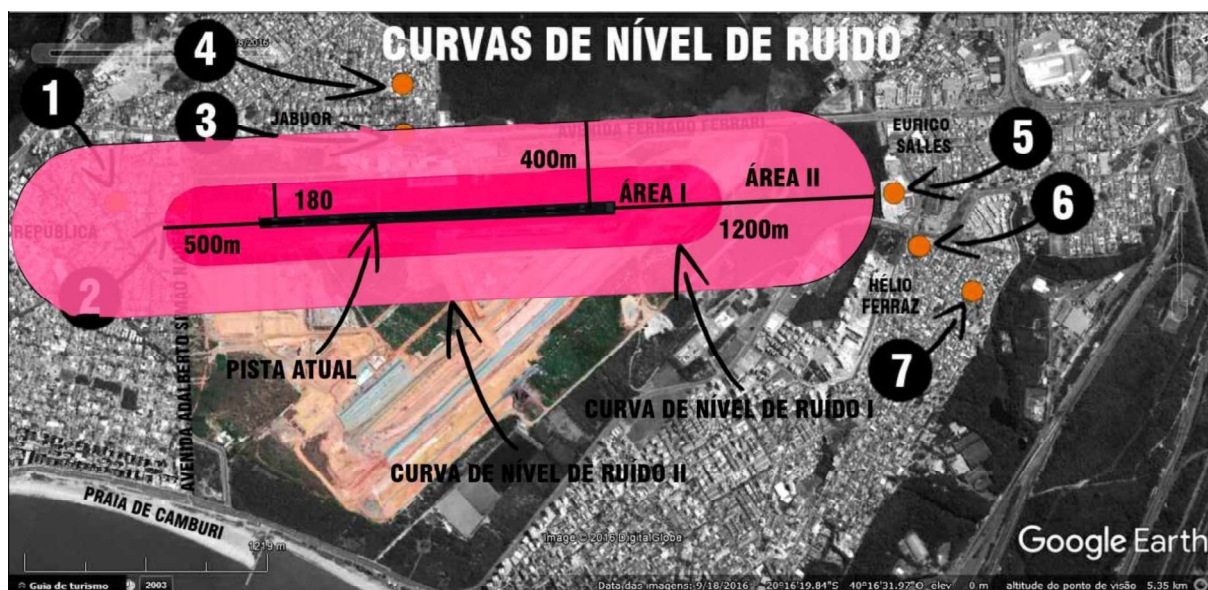 CURVAS DE NÍVEL DE RUÍDO
4
/8/2016
1
3
JABUOR
AVENIDA FERNADO FERRARI
EURICO
SALLES
5
400m
6
180
ÁREA I
ÁREA II
REPÚBLICA
500m
1200m
2
HÉLIO
FERRAZ
7
PISTA ATUAL
CURVA DE NÍVEL DE RUÍDO I
CURVA DE NÍVEL DE RUÍDO II
PRAIA DE CAMBURI
1219 m
Image © 2016 DigitalGlobe
Google Earth
Guia de turismo
2003
Data das imagens: 9/18/2016 20°16'19.84"S 40°16'31.97"O elev 0 m altitude do ponto de visão 5.35 km